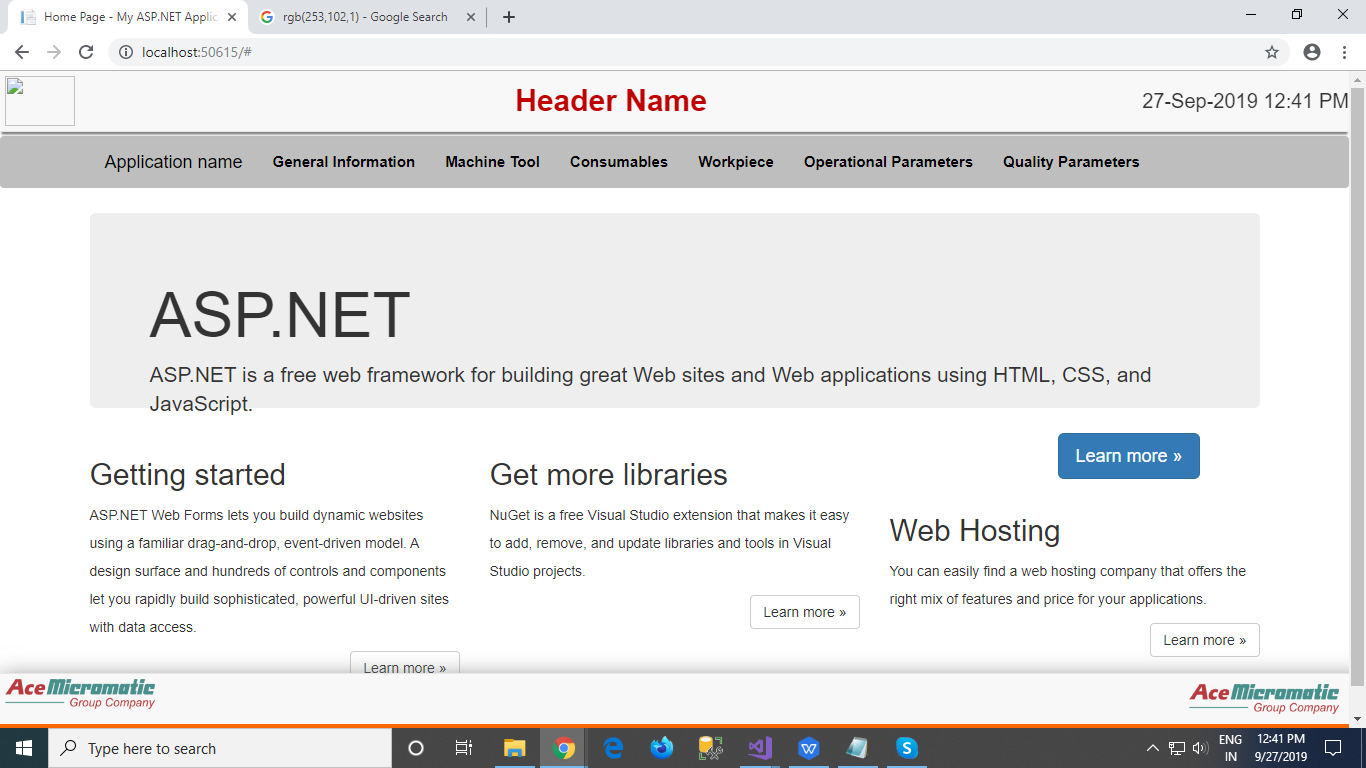 Home Page - My ASP.NET Applic
rgb(253,102,1) - Google Search
localhost:50615/#
Header Name
27-Sep-2019 12:41 PM
Application name
General Information
Machine Tool
Consumables
Workpiece
Operational Parameters
Quality Parameters
ASP.NET
ASP.NET is a free web framework for building great Web sites and Web applications using HTML, CSS, and
JavaScript.
Learn more »
Getting started
ASP.NET Web Forms lets you build dynamic websites
using a familiar drag-and-drop, event-driven model. A
design surface and hundreds of controls and components
let you rapidly build sophisticated, powerful UI-driven sites
with data access.
Learn more »
Get more libraries
NuGet is a free Visual Studio extension that makes it easy
to add, remove, and update libraries and tools in Visual
Studio projects.
Learn more »
Web Hosting
You can easily find a web hosting company that offers the
right mix of features and price for your applications.
Learn more »
Ace Micromatic
Group Company
Ace Micromatic
Group Company
Type here to search
ENG
IN
12:41 PM
9/27/2019